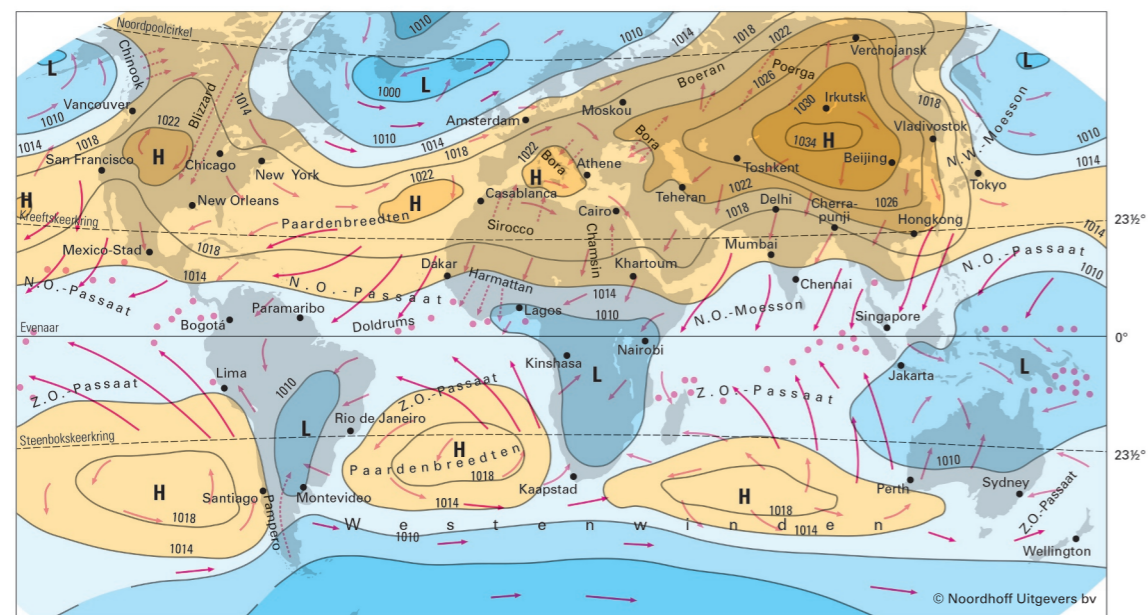 1010
Noordpoolcirkel
1010
1014
1018
1022
Verchojansk
L
Chinook
L
L
1000
Boeran
Poerga
1026
Vancouver
Blizzard
1014
Moskou
1030
Irkutsk
1018
1010
1010
Amsterdam
Vladivostok
N.W.-Moesson
1010
1014
1018
1022
1014
1018
1022
Bora
1034
H
San Francisco
H
Chicago
Bora
Athene
Toshkent
Beijing
1014
New York
1022
H
Casablanca
Teheran
1022
Tokyo
H
New Orleans
Paardenbreedten
H
Cairo
1018
Delhi
Cherra-
punji
1026
Hongkong
Kreeftskeerkring
Sirocco
Chamsin
23½°
Mexico-Stad
1018
Mumbai
1014
N.O.-Passaat
1014
Dakar
Harmattan
Khartoum
N.O.-Passaat
1010
N.O.-Passaat
1014
Chennai
Bogotá
Paramaribo
Doldrums
Lagos
1010
N.O.-Moesson
Singapore
Evenaar
0°
Kinshasa
Nairobi
Lima
L
Jakarta
L
Z.O.-Passaat
1010
Z.O.-Passaat
Z.O.-Passaat
Rio de Janeiro
Steenbokskeerkring
L
H
Paardenbreedten
23½°
1018
1010
H
Santiago
Montevideo
Kaapstad
H
Perth
Sydney
1018
Pampero
1014
1018
Z.O.-Passaat
Westenwinden
1014
1010
1014
Wellington
© Noordhoff Uitgevers bv